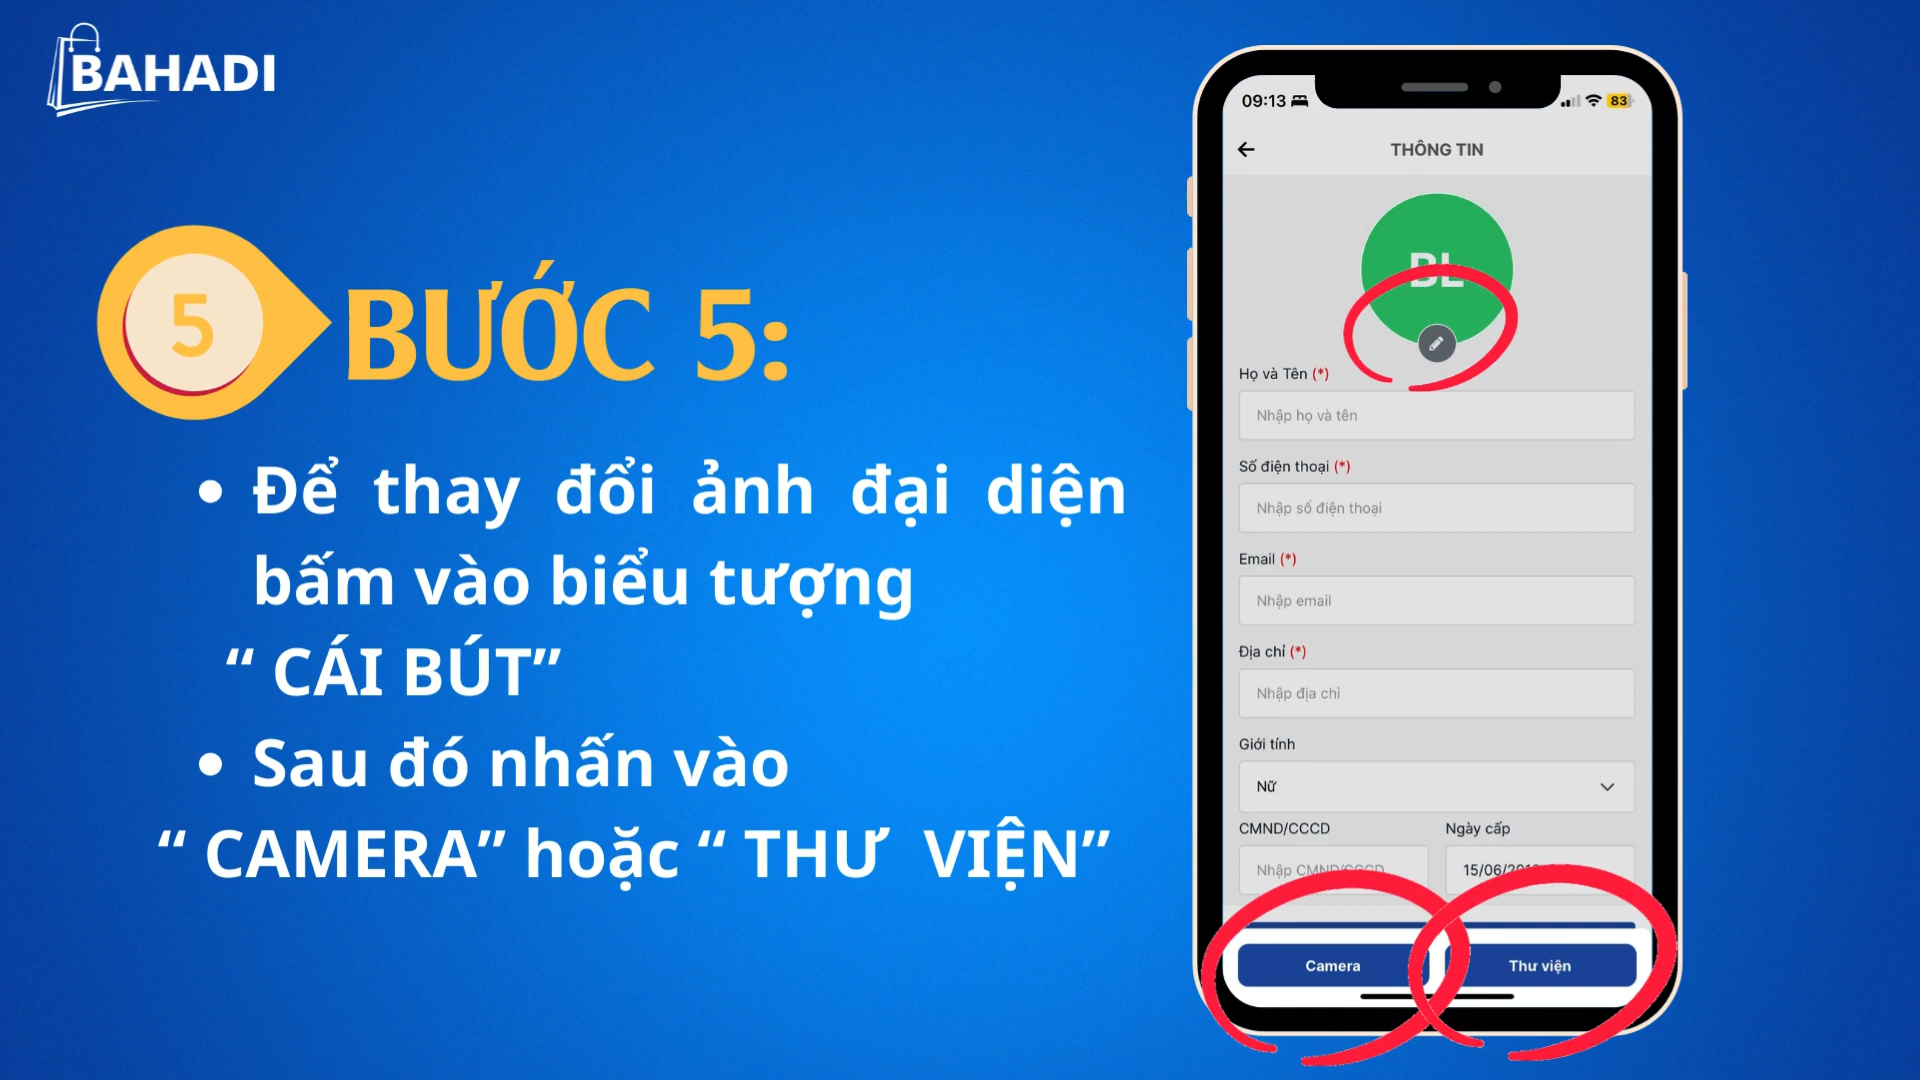 BAHADI
5
BƯỚC 5:
• Để thay đổi ảnh đại diện
bấm vào biểu tượng
“ CÁI BÚT”
• Sau đó nhấn vào
“ CAMERA” hoặc “ THƯ VIỆN”
09:13
83
THÔNG TIN
BL
Họ và Tên (*)
Nhập họ và tên
Số điện thoại (*)
Nhập số điện thoại
Email (*)
Nhập email
Địa chỉ (*)
Nhập địa chỉ
Giới tính
Nữ
CMND/CCCD Ngày cấp
Nhập CMND/CCCD
Camera Thư viện